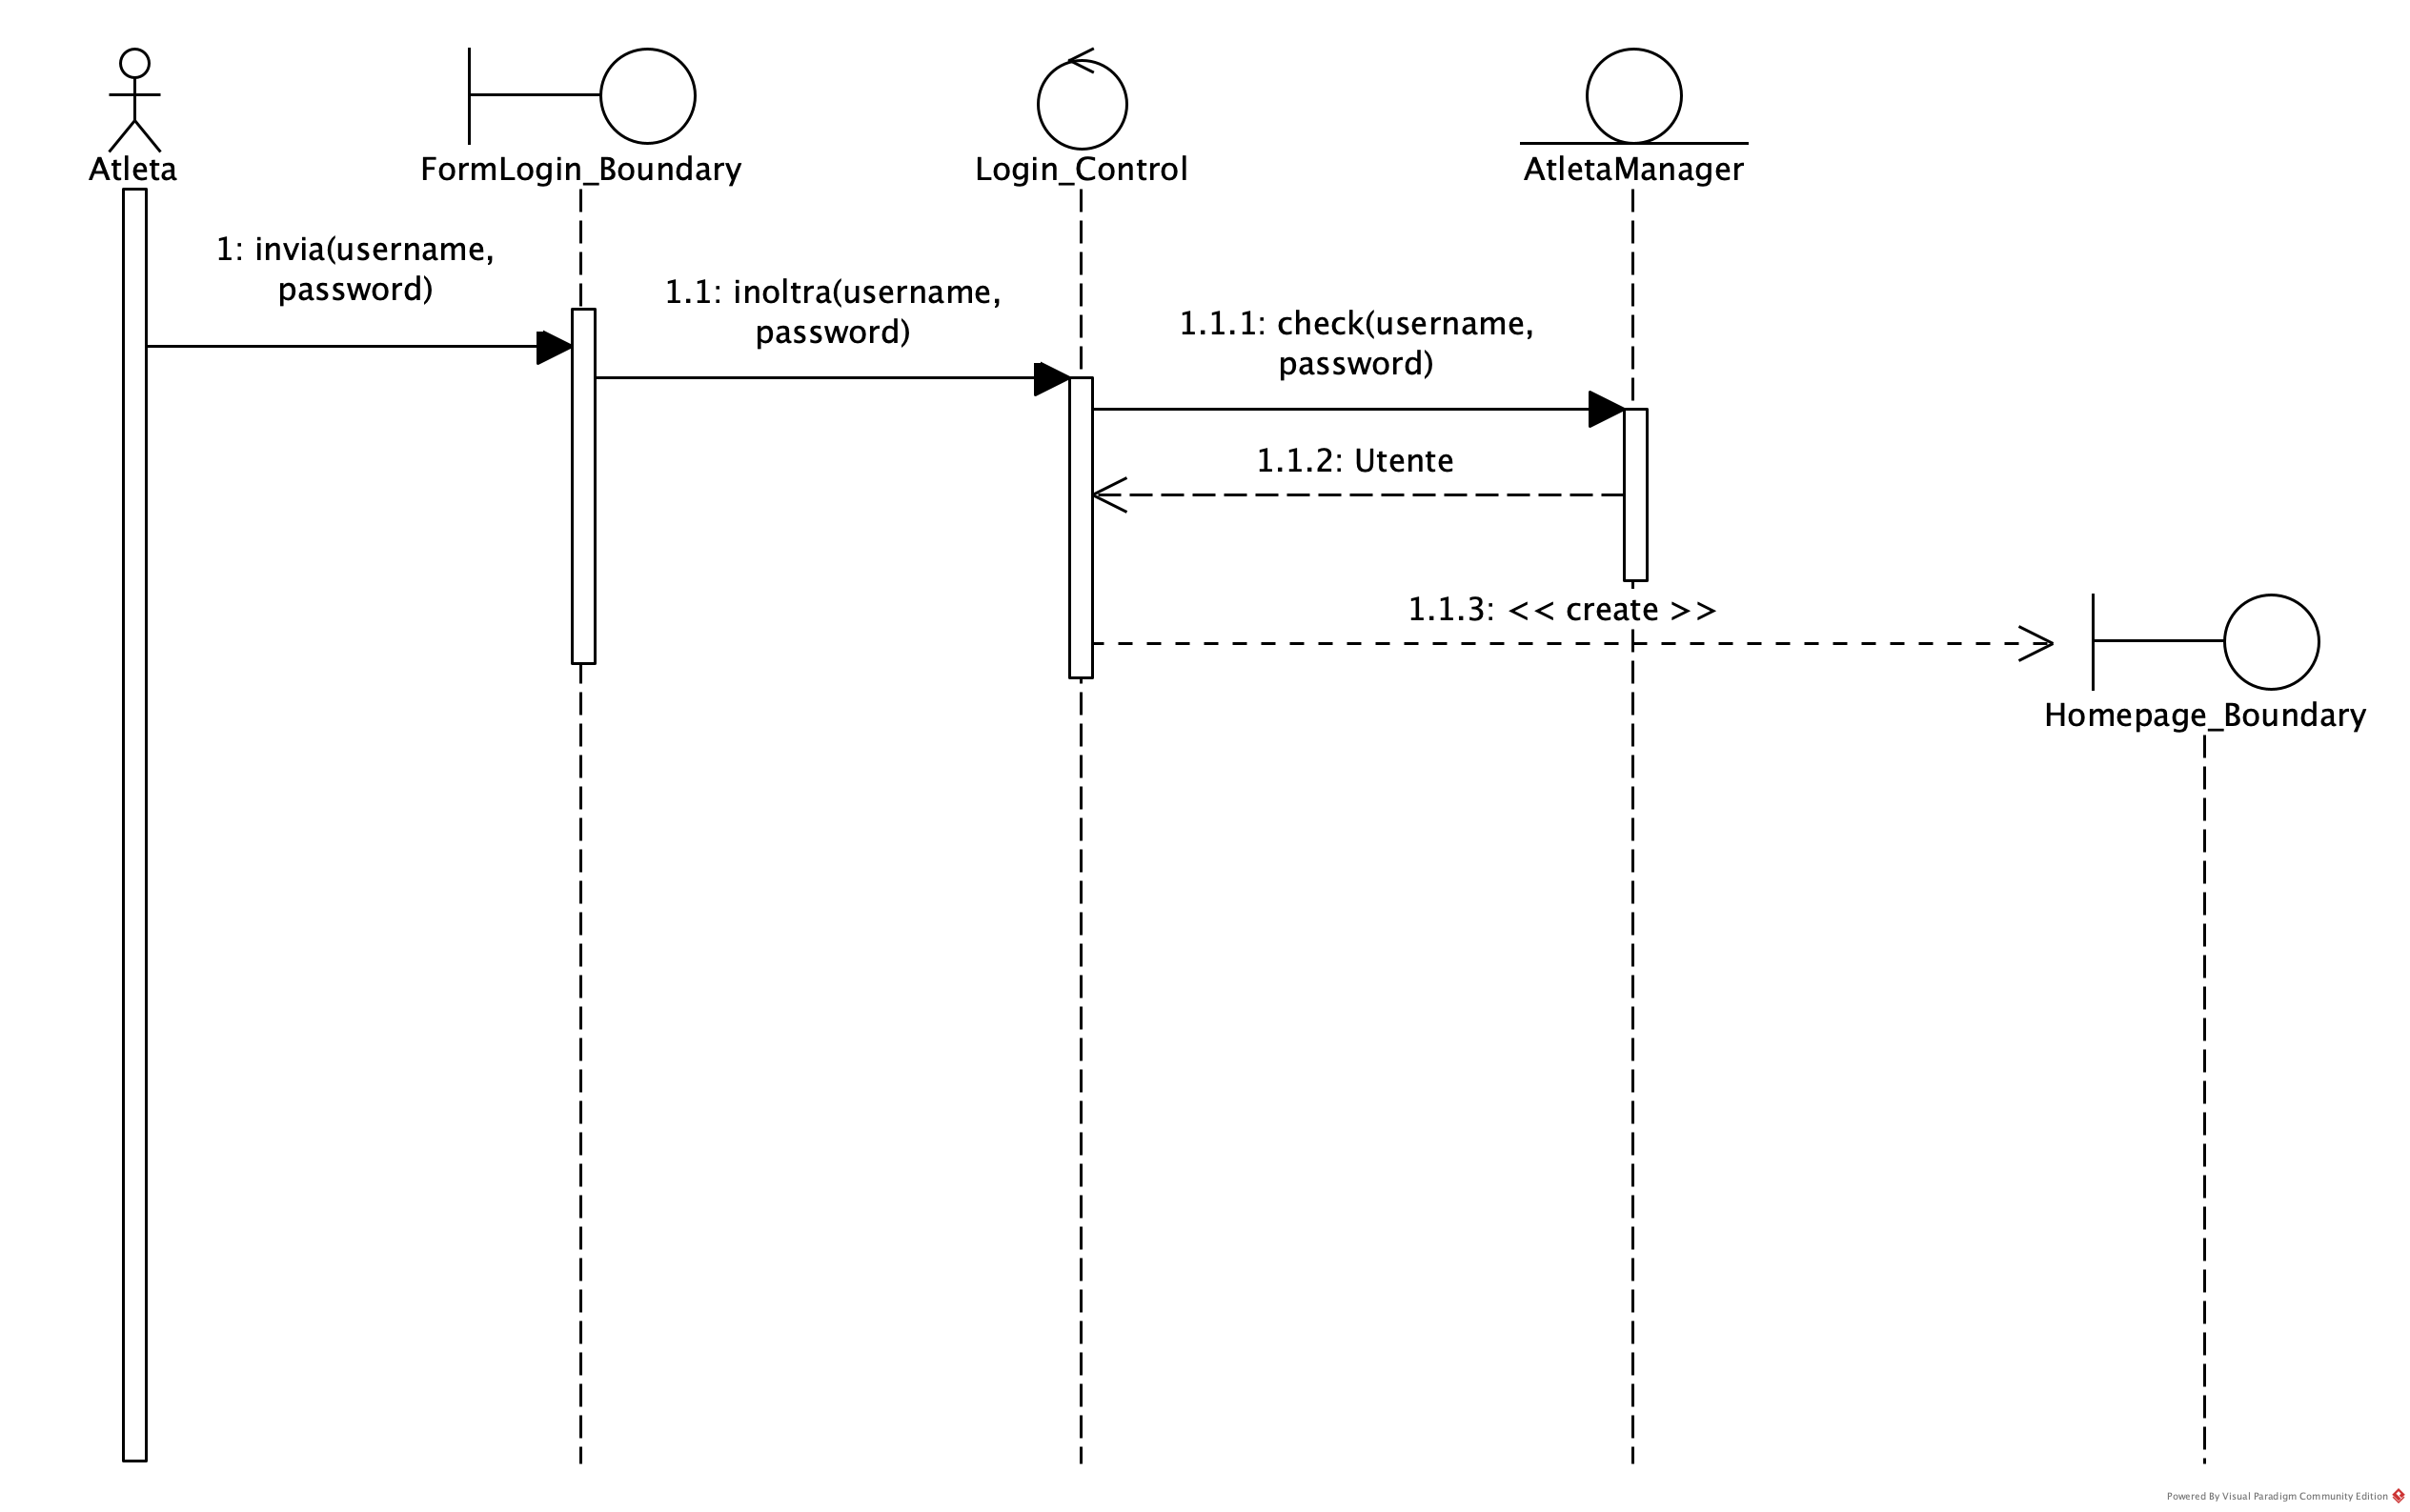 Atleta
FormLogin_Boundary
Login_Control
AtletaManager
1: invia(username,
password)
1.1: inoltra(username,
password)
1.1.1: check(username,
password)
1.1.2: Utente
1.1.3: << create >>
Homepage_Boundary
Powered By Visual Paradigm Community Edition